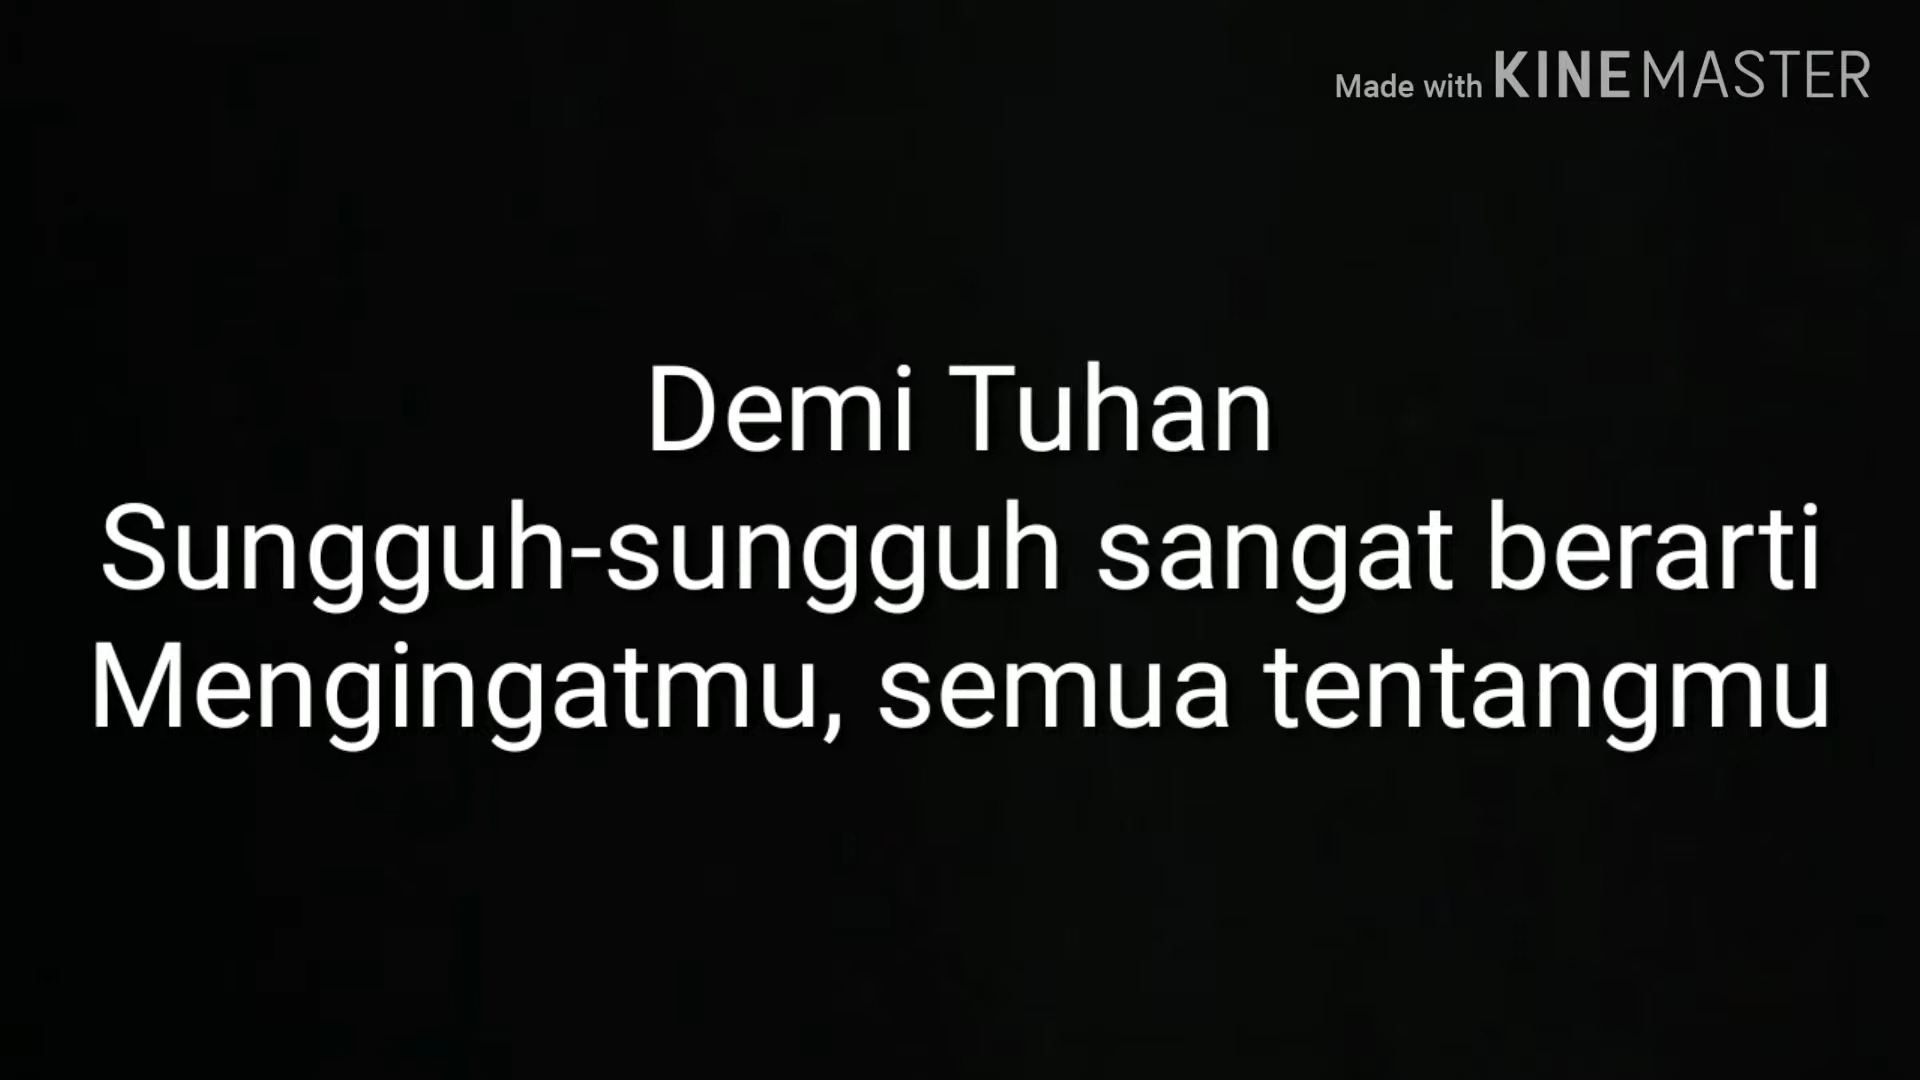 Made with KINEMASTER
Demi Tuhan
Sungguh-sungguh sangat berarti
Mengingatmu, semua tentangmu